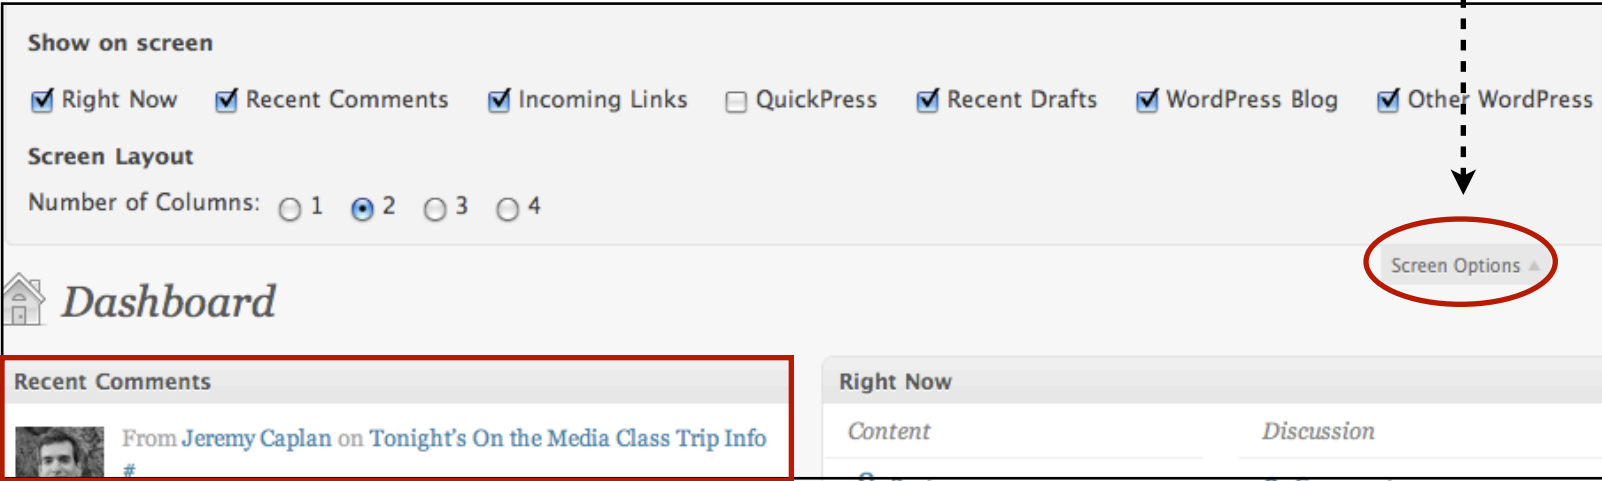 Show on screen
Right Now Recent Comments Incoming Links QuickPress Recent Drafts WordPress Blog Other WordPress
Screen Layout
Number of Columns: 1 2 3 4
Screen Options
Dashboard
Recent Comments
From Jeremy Caplan on Tonight's On the Media Class Trip Info
#
Right Now
Content Discussion